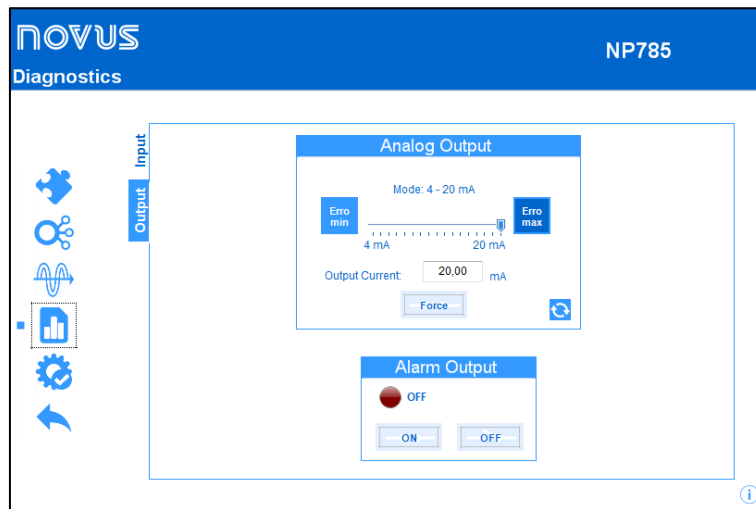 novus
NP785
Diagnostics
Input
Output
Analog Output
Mode: 4 - 20 mA
Erro min
Erro max
4 mA
20 mA
Output Current:
20,00
mA
Force
Alarm Output
OFF
ON
OFF
i